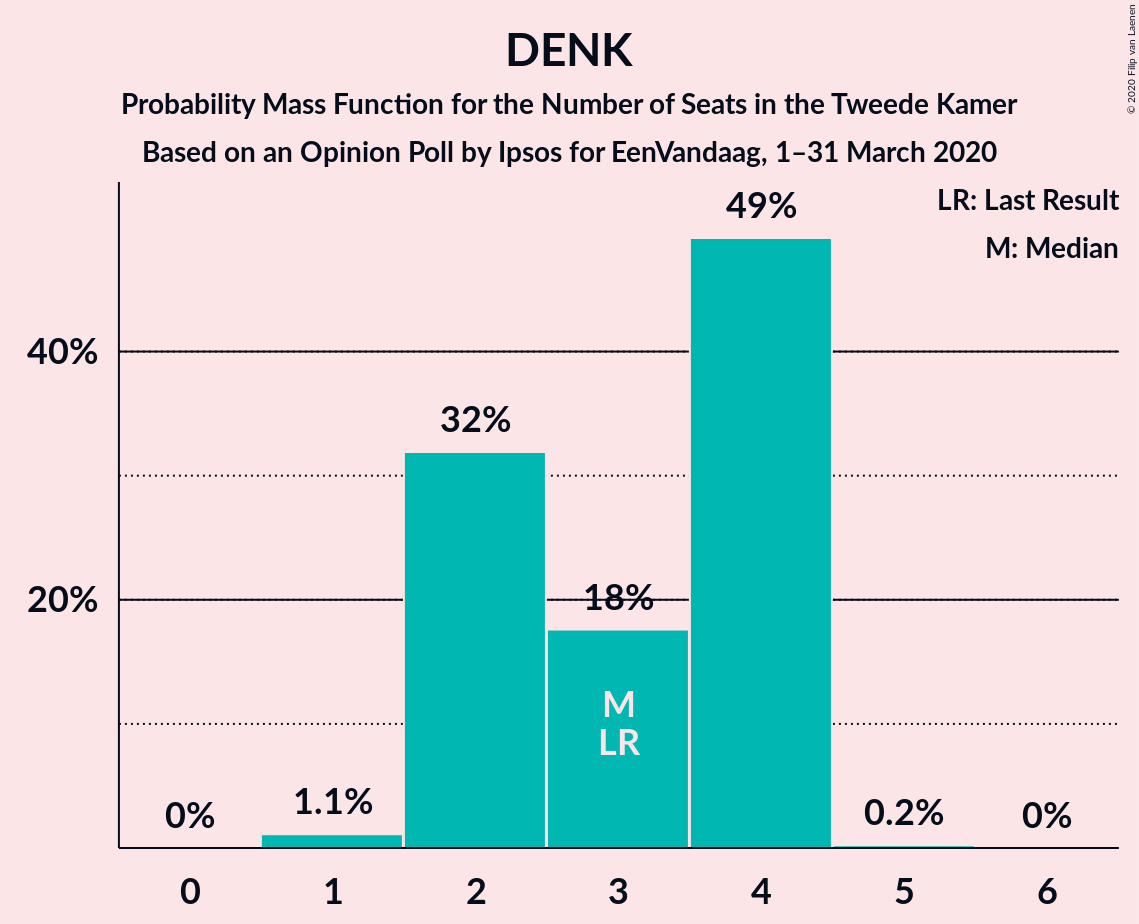 DENK
Probability Mass Function for the Number of Seats in the Tweede Kamer
Based on an Opinion Poll by Ipsos for EenVandaag, 1–31 March 2020
© 2020 Filip van Laenen
LR: Last Result
M: Median
49%
40%
32%
20%
18%
M
LR
0%
1.1%
0.2%
0%
0 1 2 3 4 5 6